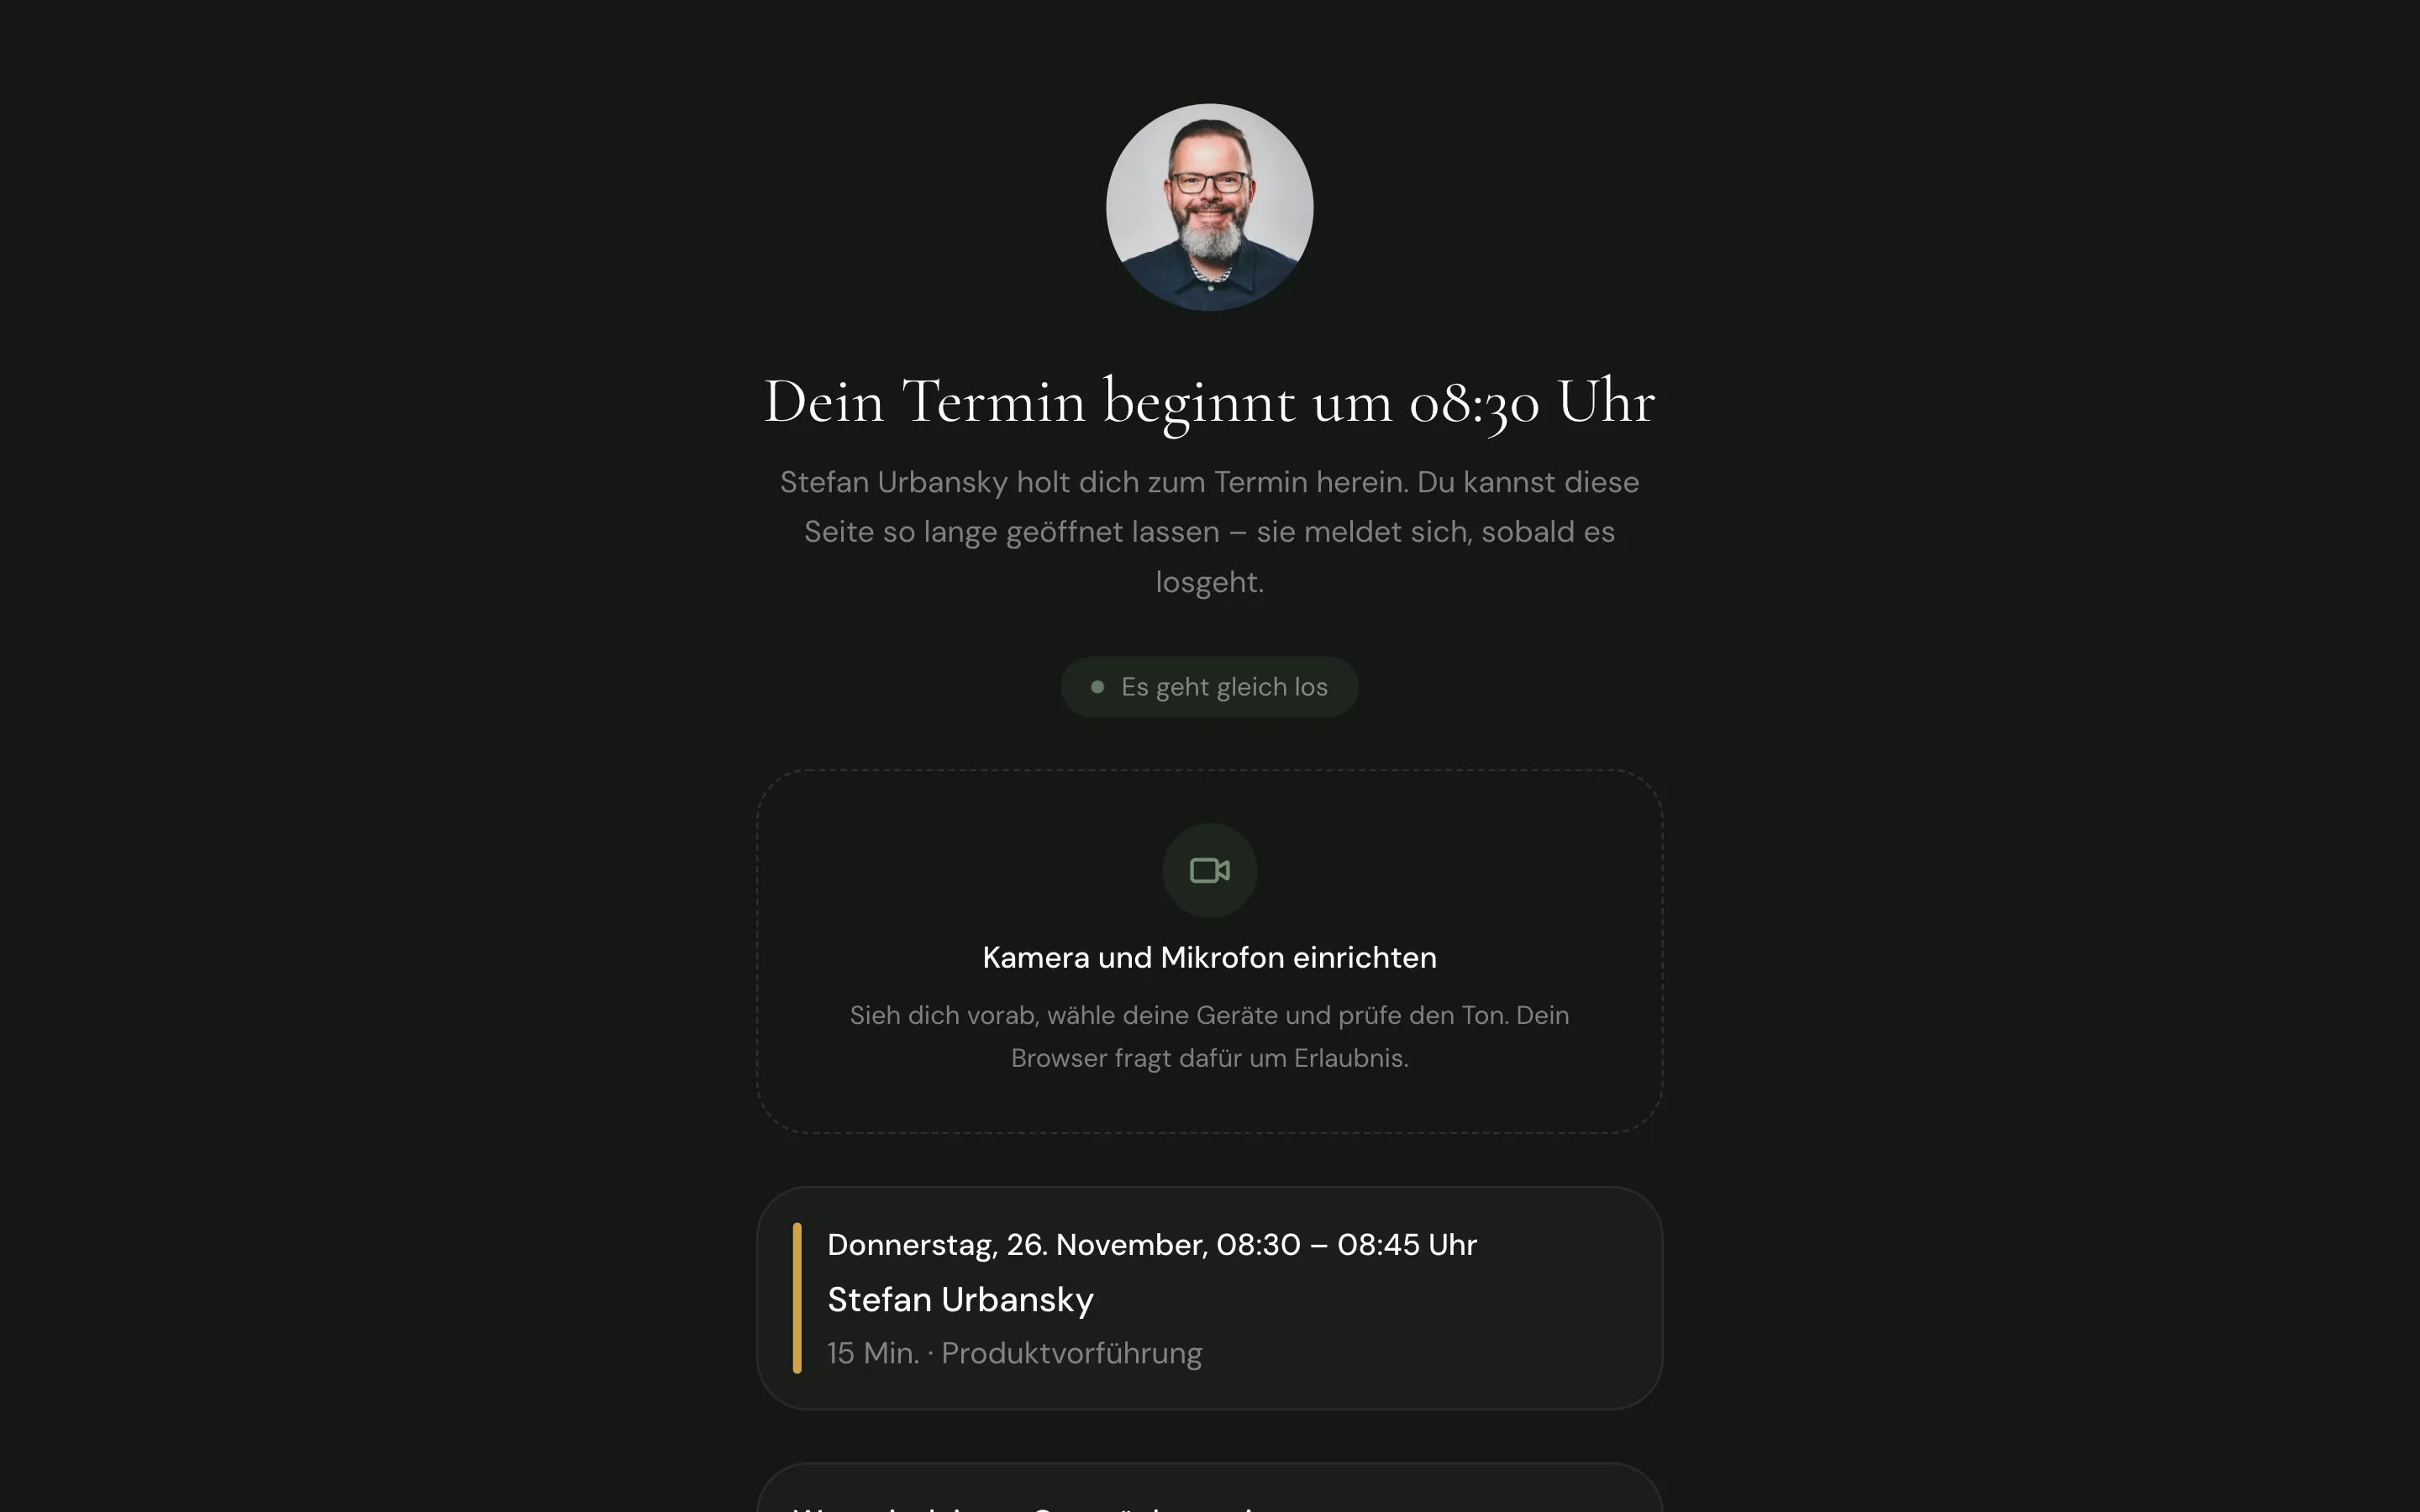 Dein Termin beginnt um 08:30 Uhr
Stefan Urbansky holt dich zum Termin herein. Du kannst diese
Seite so lange geöffnet lassen – sie meldet sich, sobald es
losgeht.
Es geht gleich los
Kamera und Mikrofon einrichten
Sieh dich vorab, wähle deine Geräte und prüfe den Ton. Dein
Browser fragt dafür um Erlaubnis.
Donnerstag, 26. November, 08:30 – 08:45 Uhr
Stefan Urbansky
15 Min. · Produktvorführung